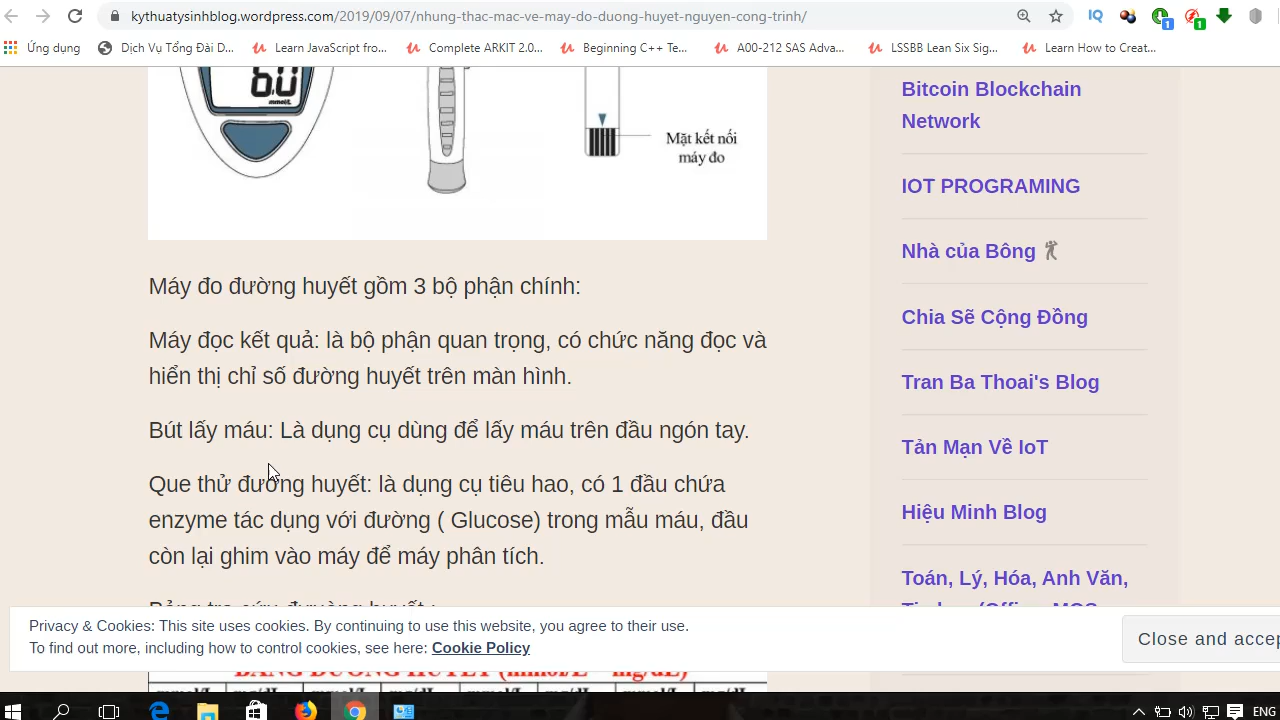 kythuatysinhblog.wordpress.com/2019/09/07/nhung-thac-mac-ve-may-do-duong-huyet-nguyen-cong-trinh/
Ứng dụng
Dịch Vụ Tổng Đài D...
Learn JavaScript fro...
Complete ARKIT 2.0...
Beginning C++ Te...
A00-212 SAS Adva...
LSSBB Lean Six Sig...
Learn How to Creat...
6.0
mmol/L
Mặt kết nối
máy đo
Máy đo đường huyết gồm 3 bộ phận chính:
Máy đọc kết quả: là bộ phận quan trọng, có chức năng đọc và
hiển thị chỉ số đường huyết trên màn hình.
Bút lấy máu: Là dụng cụ dùng để lấy máu trên đầu ngón tay.
Que thử đường huyết: là dụng cụ tiêu hao, có 1 đầu chứa
enzyme tác dụng với đường ( Glucose) trong mẫu máu, đầu
còn lại ghim vào máy để máy phân tích.
Bitcoin Blockchain
Network
IOT PROGRAMING
Nhà của Bông
Chia Sẽ Cộng Đồng
Tran Ba Thoai's Blog
Tản Mạn Về IoT
Hiệu Minh Blog
Toán, Lý, Hóa, Anh Văn,
Privacy & Cookies: This site uses cookies. By continuing to use this website, you agree to their use.
To find out more, including how to control cookies, see here: Cookie Policy
Close and accep
ENG